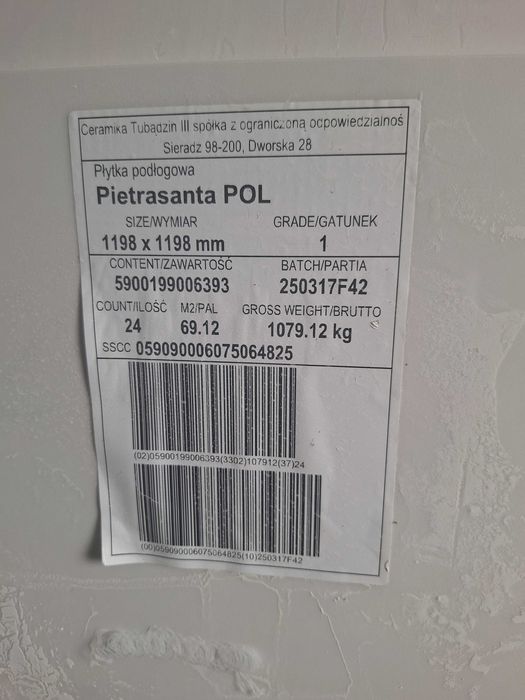 Ceramika Tubądzin III spółka z ograniczoną odpowiedzialnoś
Sieradz 98-200, Dworska 28
Płytka podłogowa
Pietrasanta POL
SIZE/WYMIAR GRADE/GATUNEK
1198 x 1198 mm 1
CONTENT/ZAWARTOŚĆ BATCH/PARTIA
5900199006393 250317F42
COUNT/ILOŚĆ M2/PAL GROSS WEIGHT/BRUTTO
24 69.12 1079.12 kg
SSCC 059090006075064825
(02)05900199006393(3302)107912(37)24
(00)059090006075064825(10)250317F42